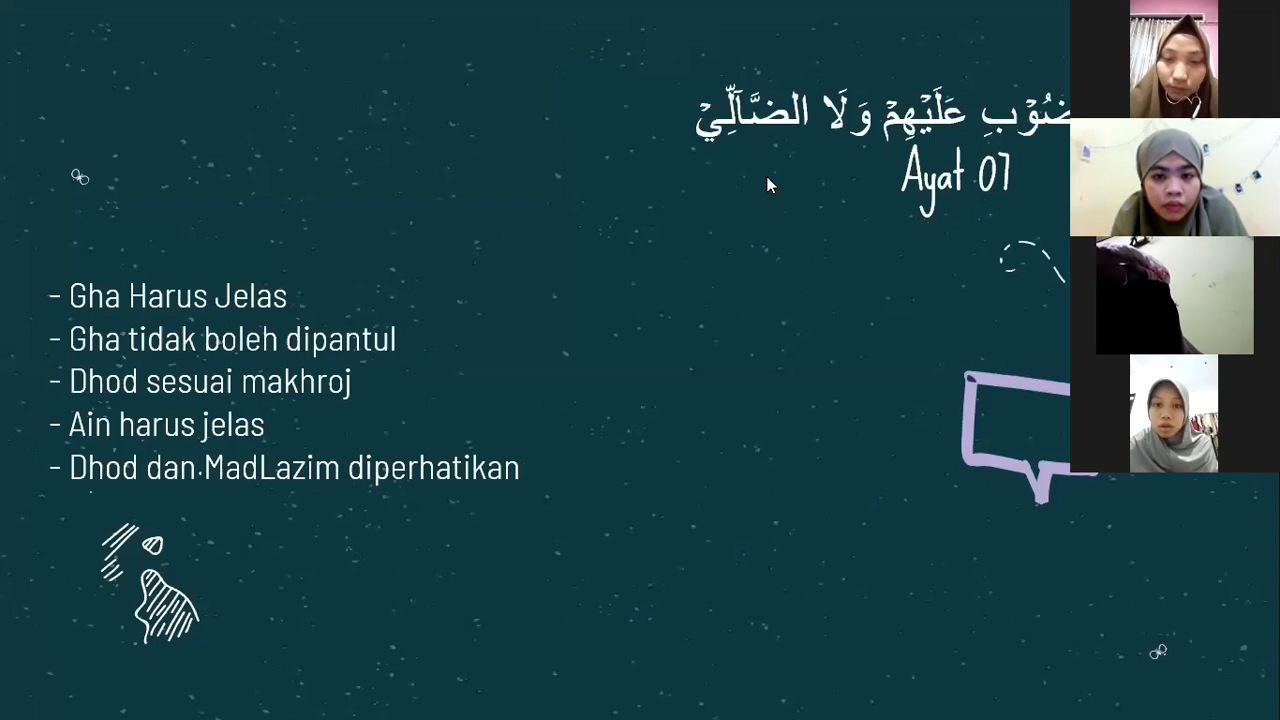 عَلَيْهِمْ وَلَا الضَّآلِّيْ
Ayat 07
- Gha Harus Jelas
- Gha tidak boleh dipantul
- Dhod sesuai makhroj
- Ain harus jelas
- Dhod dan MadLazim diperhatikan